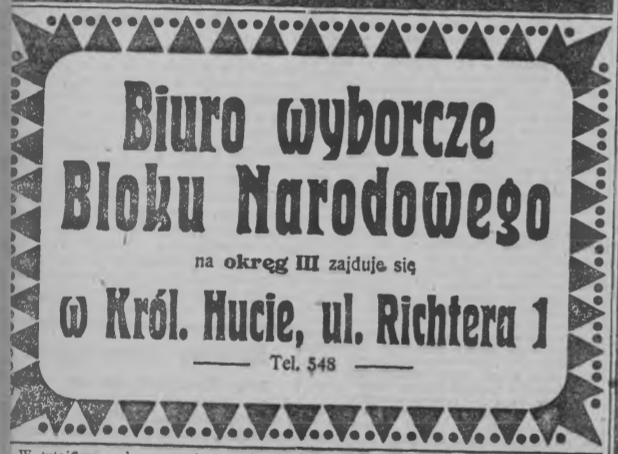 Biuro wyborcze
Bloku Narodowego
na okręg III zajduje się
w Król. Hucie, ul. Richtera 1
Tel. 548